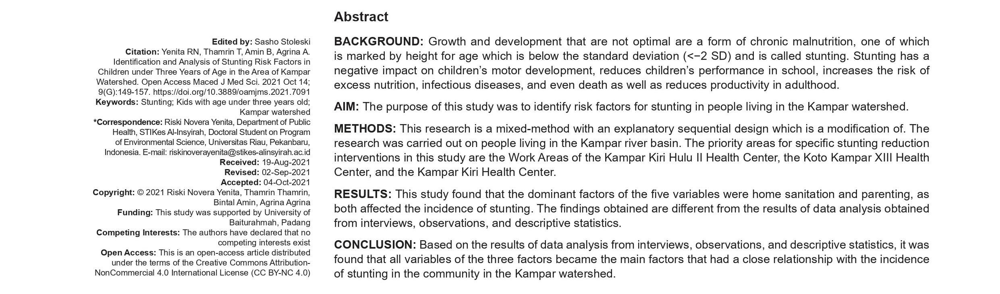 Edited by: Sasho Stoleski
Citation: Yenita RN, Thamrin T, Amin B, Agrina A.
Identification and Analysis of Stunting Risk Factors in
Children under Three Years of Age in the Area of Kampar
Watershed. Open Access Maced J Med Sci. 2021 Oct 14;
9(G):149-157. https://doi.org/10.3889/oamjms.2021.7091
Keywords: Stunting; Kids with age under three years old;
Kampar watershed
*Correspondence: Riski Novera Yenita, Department of Public
Health, STIKes Al-Insyirah, Doctoral Student on Program
of Environmental Science, Universitas Riau, Pekanbaru,
Indonesia. E-mail: riskinoverayenita@stikes-alinsyirah.ac.id
Received: 19-Aug-2021
Revised: 02-Sep-2021
Accepted: 04-Oct-2021
Copyright: © 2021 Riski Novera Yenita, Thamrin Thamrin,
Bintal Amin, Agrina Agrina
Funding: This study was supported by University of
Baiturahmah, Padang
Competing Interests: The authors have declared that no
competing interests exist
Open Access: This is an open-access article distributed
under the terms of the Creative Commons Attribution-
NonCommercial 4.0 International License (CC BY-NC 4.0)
Abstract
BACKGROUND: Growth and development that are not optimal are a form of chronic malnutrition, one of which
is marked by height for age which is below the standard deviation (<−2 SD) and is called stunting. Stunting has a
negative impact on children’s motor development, reduces children’s performance in school, increases the risk of
excess nutrition, infectious diseases, and even death as well as reduces productivity in adulthood.
AIM: The purpose of this study was to identify risk factors for stunting in people living in the Kampar watershed.
METHODS: This research is a mixed-method with an explanatory sequential design which is a modification of. The
research was carried out on people living in the Kampar river basin. The priority areas for specific stunting reduction
interventions in this study are the Work Areas of the Kampar Kiri Hulu II Health Center, the Koto Kampar XIII Health
Center, and the Kampar Kiri Health Center.
RESULTS: This study found that the dominant factors of the five variables were home sanitation and parenting, as
both affected the incidence of stunting. The findings obtained are different from the results of data analysis obtained
from interviews, observations, and descriptive statistics.
CONCLUSION: Based on the results of data analysis from interviews, observations, and descriptive statistics, it was
found that all variables of the three factors became the main factors that had a close relationship with the incidence
of stunting in the community in the Kampar watershed.